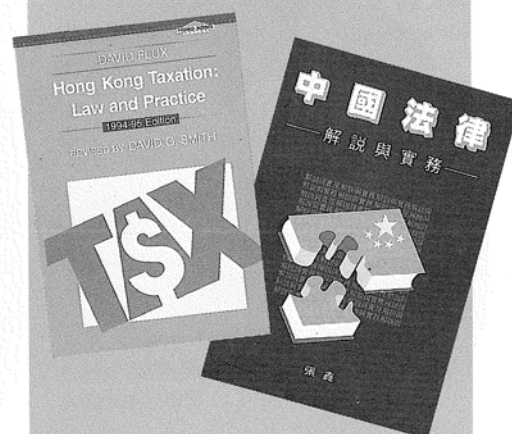 DAVID FLUX
Hong Kong Taxation:
Law and Practice
1994-95 Edition
REVISED BY DAVID G. SMITH
TAX
中國法律
——解說與實務——
張鑫